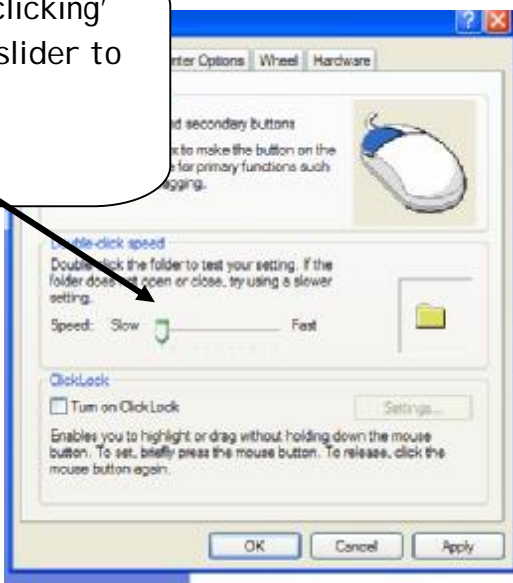 clicking'
slider to
nter Options Wheel Hardware
nd secondary buttons
x to make the button on the
e for primary functions such
agging.
Double-click speed
Double-click the folder to test your setting. If the
folder does not open or close, try using a slower
setting.
Speed: Slow Fast
ClickLock
Turn on ClickLock Settings...
Enables you to highlight or drag without holding down the mouse
button. To set, briefly press the mouse button. To release, click the
mouse button again.
OK Cancel Apply